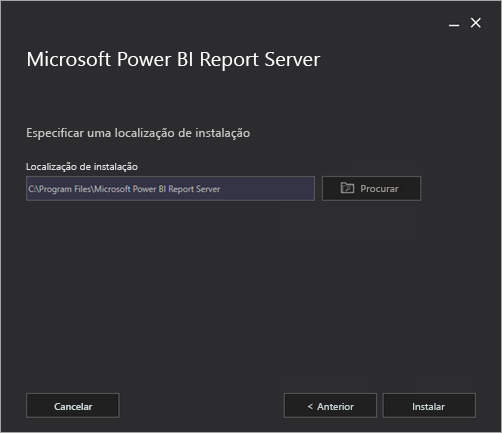 Microsoft Power BI Report Server
Especificar uma localização de instalação
Localização de instalação
C:\Program Files\Microsoft Power BI Report Server
Procurar
Cancelar
< Anterior
Instalar